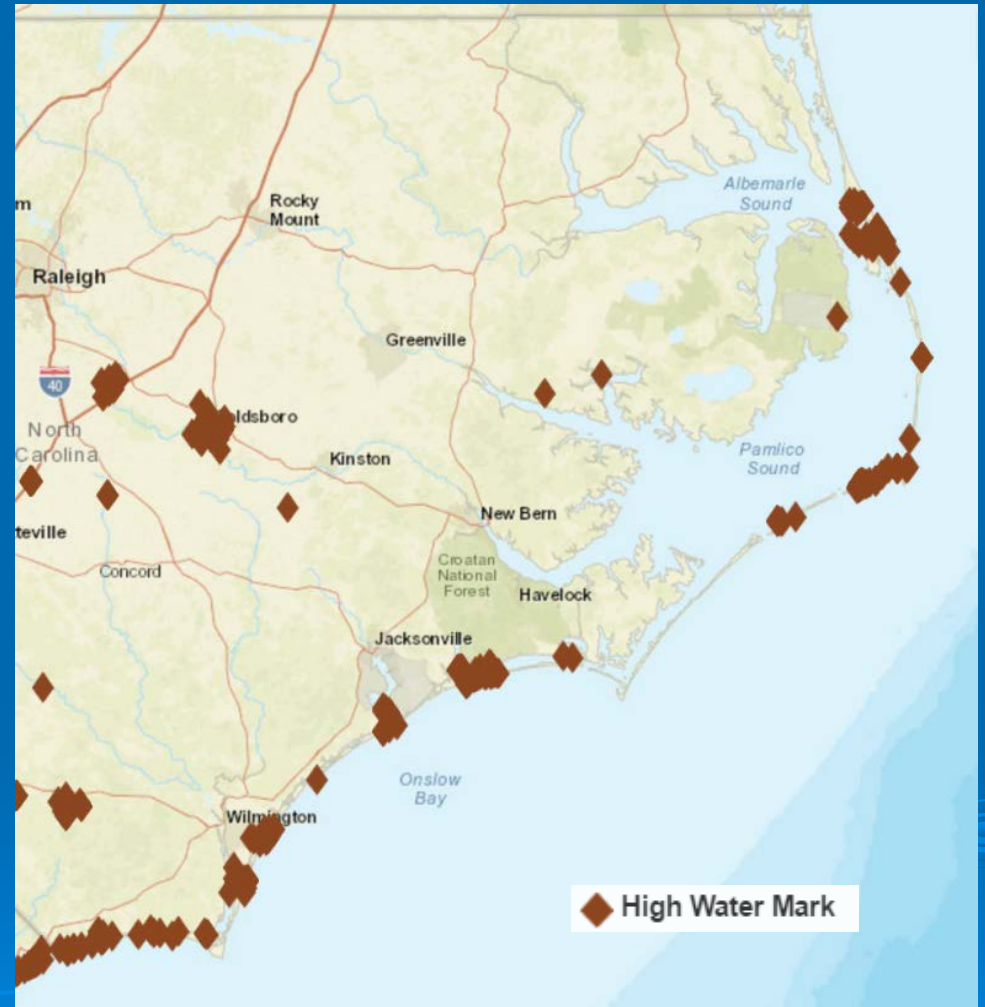 Albemarle
Sound
m
Rocky
Mount
Raleigh
Greenville
40
ldsboro
North
Carolina
Kinston
Pamlico
Sound
New Bern
teville
Croatan
National
Forest
Concord
Havelock
Jacksonville
Onslow
Bay
Wilmington
High Water Mark